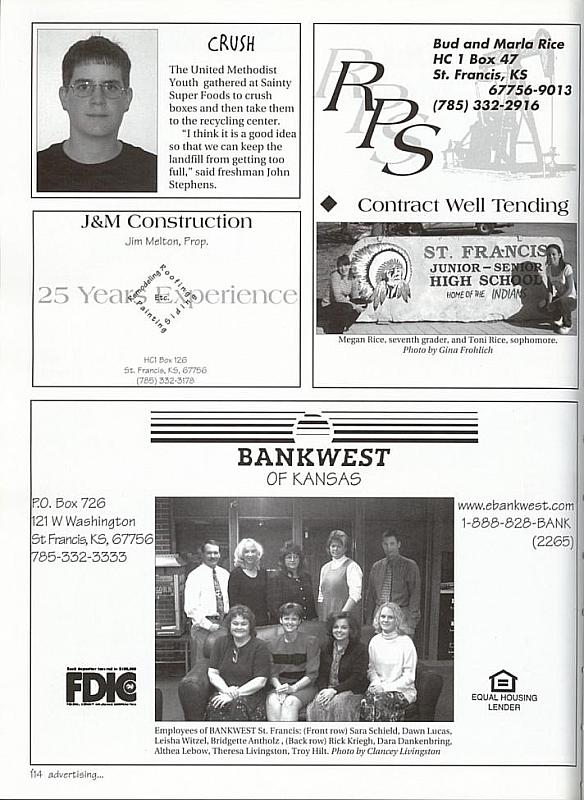 CRUSH
The United Methodist
Youth gathered at Sainty
Super Foods to crush
boxes and then take them
to the recycling center.
"I think it is a good idea
so that we can keep the
landfill from getting too
full," said freshman John
Stephens.
Bud and Marla Rice
HC 1 Box 47
St. Francis, KS
67756-9013
(785) 332-2916
RPS
Contract Well Tending
ST. FRANCIS
JUNIOR-SENIOR
HIGH SCHOOL
HOME OF THE INDIANS
Megan Rice, seventh grader, and Toni Rice, sophomore.
Photo by Gina Frohlich
J&M Construction
Jim Melton, Prop.
25 Years Experience
Remodeling
Roofing
Etc.
Painting
Siding
HC1 Box 126
St. Francis, KS, 67756
(785) 332-3178
BANKWEST
OF KANSAS
P.O. Box 726
121 W Washington
St Francis, KS, 67756
785-332-3333
www.ebankwest.com
1-888-828-BANK
(2265)
FDIC
EQUAL HOUSING
LENDER
Employees of BANKWEST St. Francis: (Front row) Sara Schield, Dawn Lucas,
Leisha Witzel, Bridgette Antholz , (Back row) Rick Kriegh, Dara Dankenbring,
Althea Lebow, Theresa Livingston, Troy Hilt. Photo by Clancey Livingston
114 advertising...